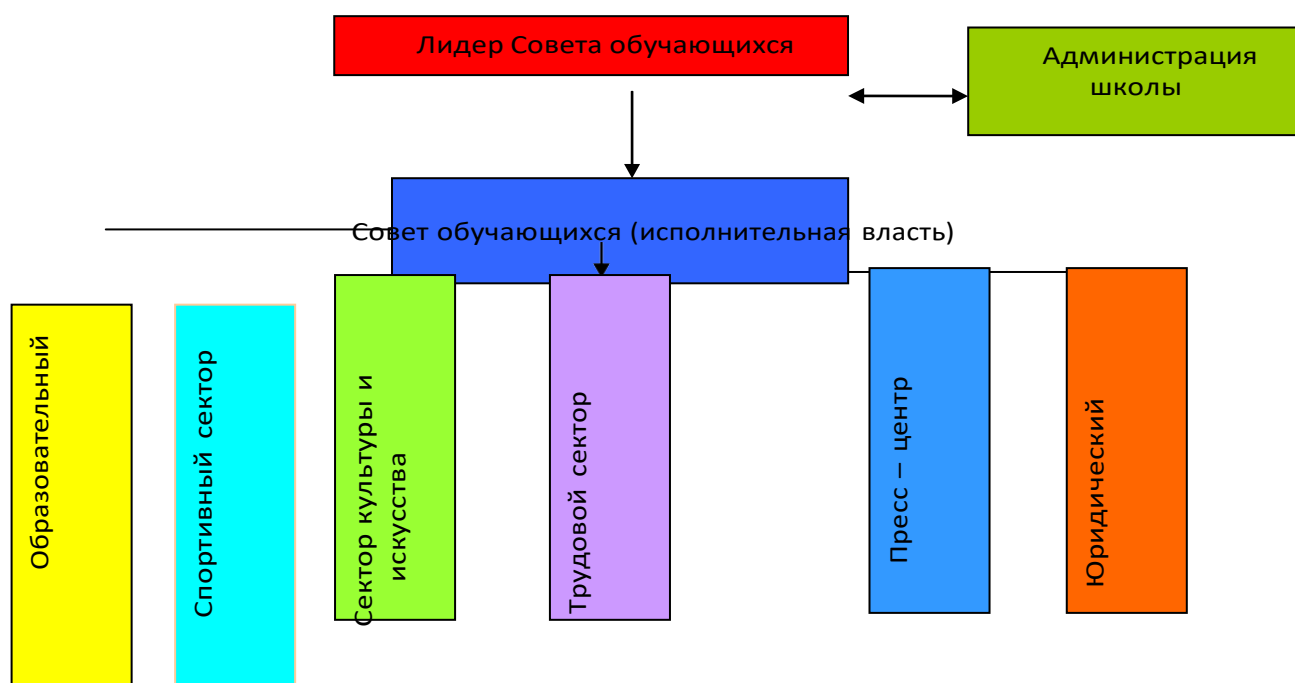 Лидер Совета обучающихся
Администрация
школы
Совет обучающихся (исполнительная власть)
Образовательный
Спортивный сектор
Сектор культуры и
искусства
Трудовой сектор
Пресс – центр
Юридический